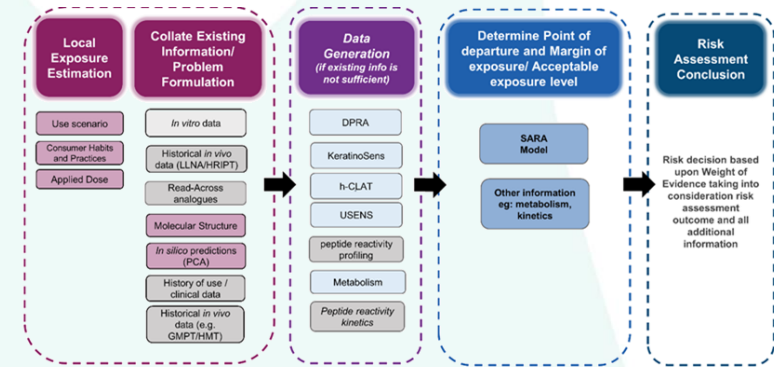 Local
Exposure
Estimation
Use scenario
Consumer Habits
and Practices
Applied Dose
Collate Existing
Information/
Problem
Formulation
In vitro data
Historical in vivo
data (LLNA/HRIPT)
Read-Across
analogues
Molecular Structure
In silico predictions
(PCA)
History of use /
clinical data
Historical in vivo
data (e.g.
GMPT/HMT)
Data
Generation
(if existing info is
not sufficient)
DPRA
KeratinoSens
h-CLAT
USENS
peptide reactivity
profiling
Metabolism
Peptide reactivity
kinetics
Determine Point of
departure and Margin of
exposure/ Acceptable
exposure level
SARA
Model
Other information
eg: metabolism,
kinetics
Risk
Assessment
Conclusion
Risk decision based
upon Weight of
Evidence taking into
consideration risk
assessment
outcome and all
additional
information